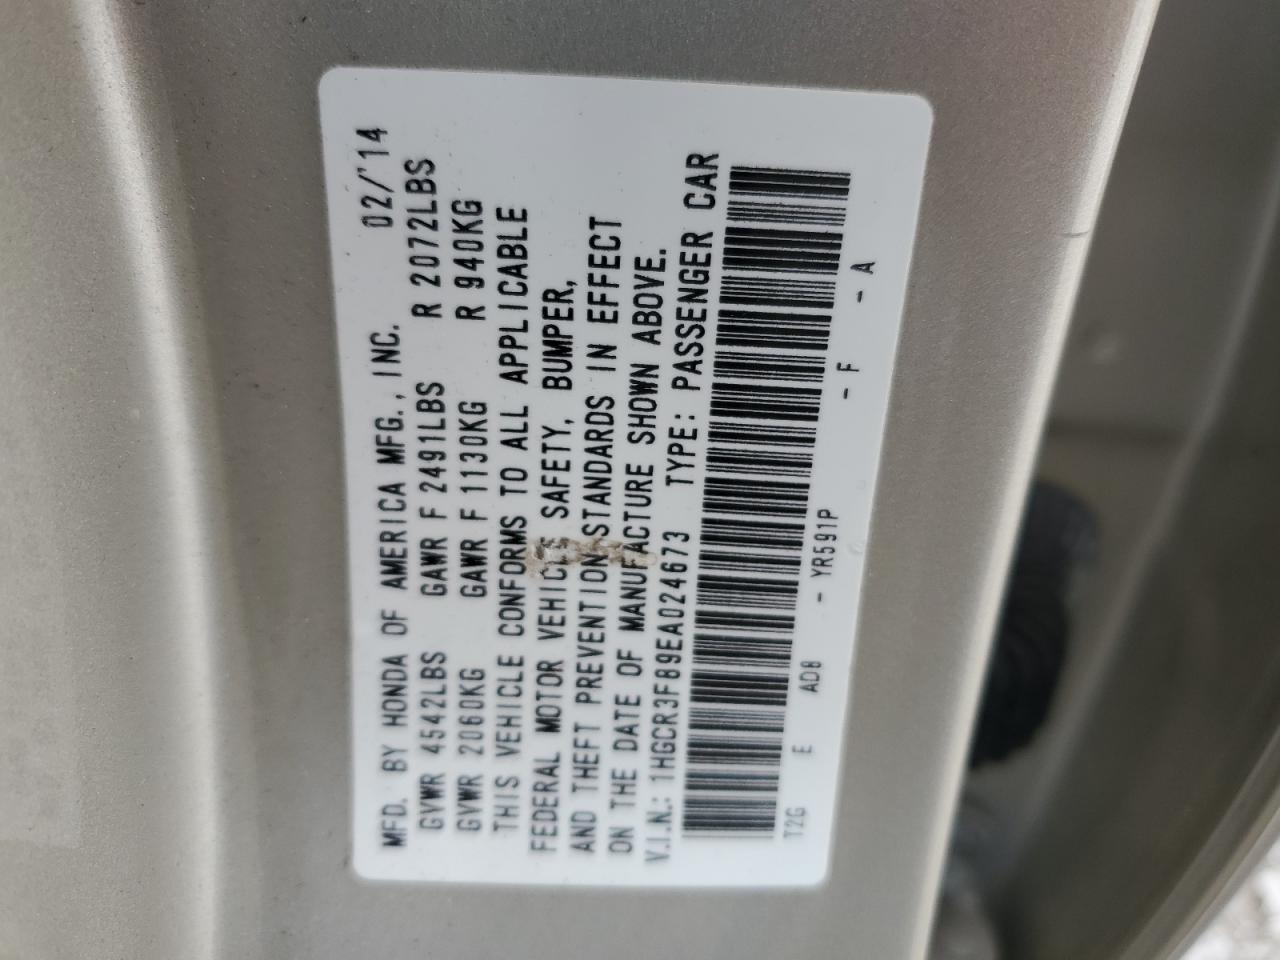 MFD. BY HONDA OF AMERICA MFG., INC. 02/'14
GVWR 4542LBS GAWR F 2491LBS R 2072LBS
GVWR 2060KG GAWR F 1130KG R 940KG
THIS VEHICLE CONFORMS TO ALL APPLICABLE
FEDERAL MOTOR VEHICLE SAFETY, BUMPER,
AND THEFT PREVENTION STANDARDS IN EFFECT
ON THE DATE OF MANUFACTURE SHOWN ABOVE.
V.I.N.: 1HGCR3F89EA024673 TYPE: PASSENGER CAR
T2G E AD8 - YR591P - F - A